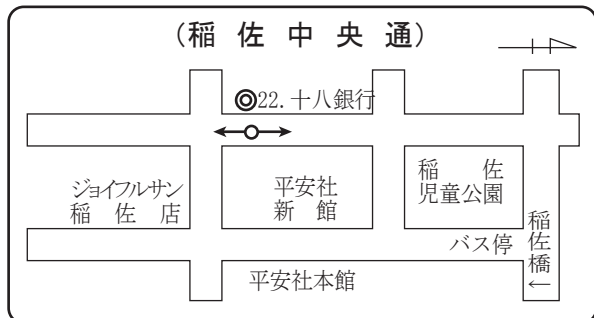 (稲佐中央通)
◎22.十八銀行
ジョイフルサン
稲佐店
平安社
新館
稲佐
児童公園
バス停
稲佐橋↓
平安社本館